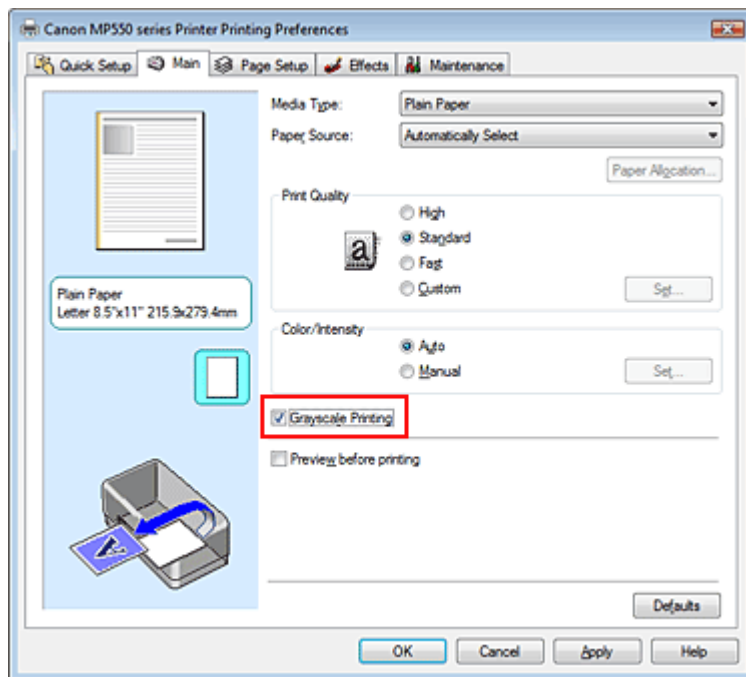 Canon MP550 series Printer Printing Preferences
Quick Setup Main Page Setup Effects Maintenance
Media Type: Plain Paper
Paper Source: Automatically Select
Paper Allocation...
Print Quality
High
Standard
Fast
Custom Set...
Plain Paper
Letter 8.5"x11" 215.9x279.4mm
Color/Intensity
Auto
Manual Set...
Grayscale Printing
Preview before printing
Defaults
OK Cancel Apply Help